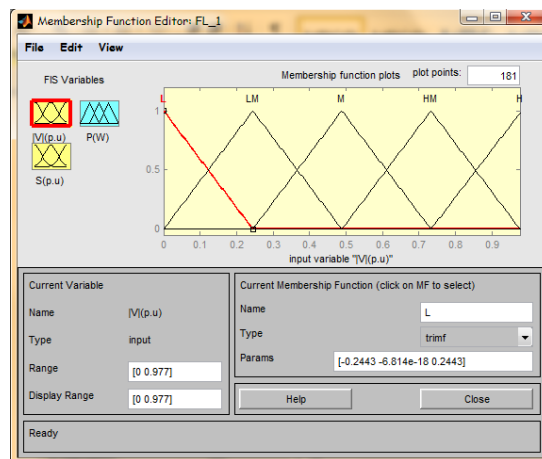 Membership Function Editor: FL_1
File Edit View
FIS Variables
Membership function plots plot points: 181
|V|(p.u) P(W)
S(p.u)
L LM M HM H
1
0.5
0
0 0.1 0.2 0.3 0.4 0.5 0.6 0.7 0.8 0.9
input variable "|V|(p.u)"
Current Variable
Name |V|(p.u)
Type input
Range [0 0.977]
Display Range [0 0.977]
Current Membership Function (click on MF to select)
Name L
Type trimf
Params [-0.2443 -6.814e-18 0.2443]
Help Close
Ready